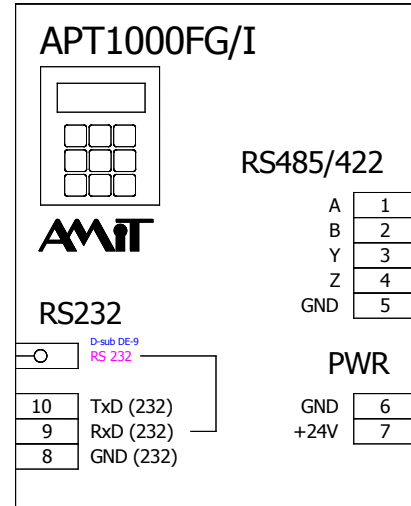 APT1000FG/I
AMiT
RS485/422
A 1
B 2
Y 3
Z 4
GND 5
RS232
D-sub DE-9
RS 232
10 TxD (232)
9 RxD (232)
8 GND (232)
PWR
GND 6
+24V 7